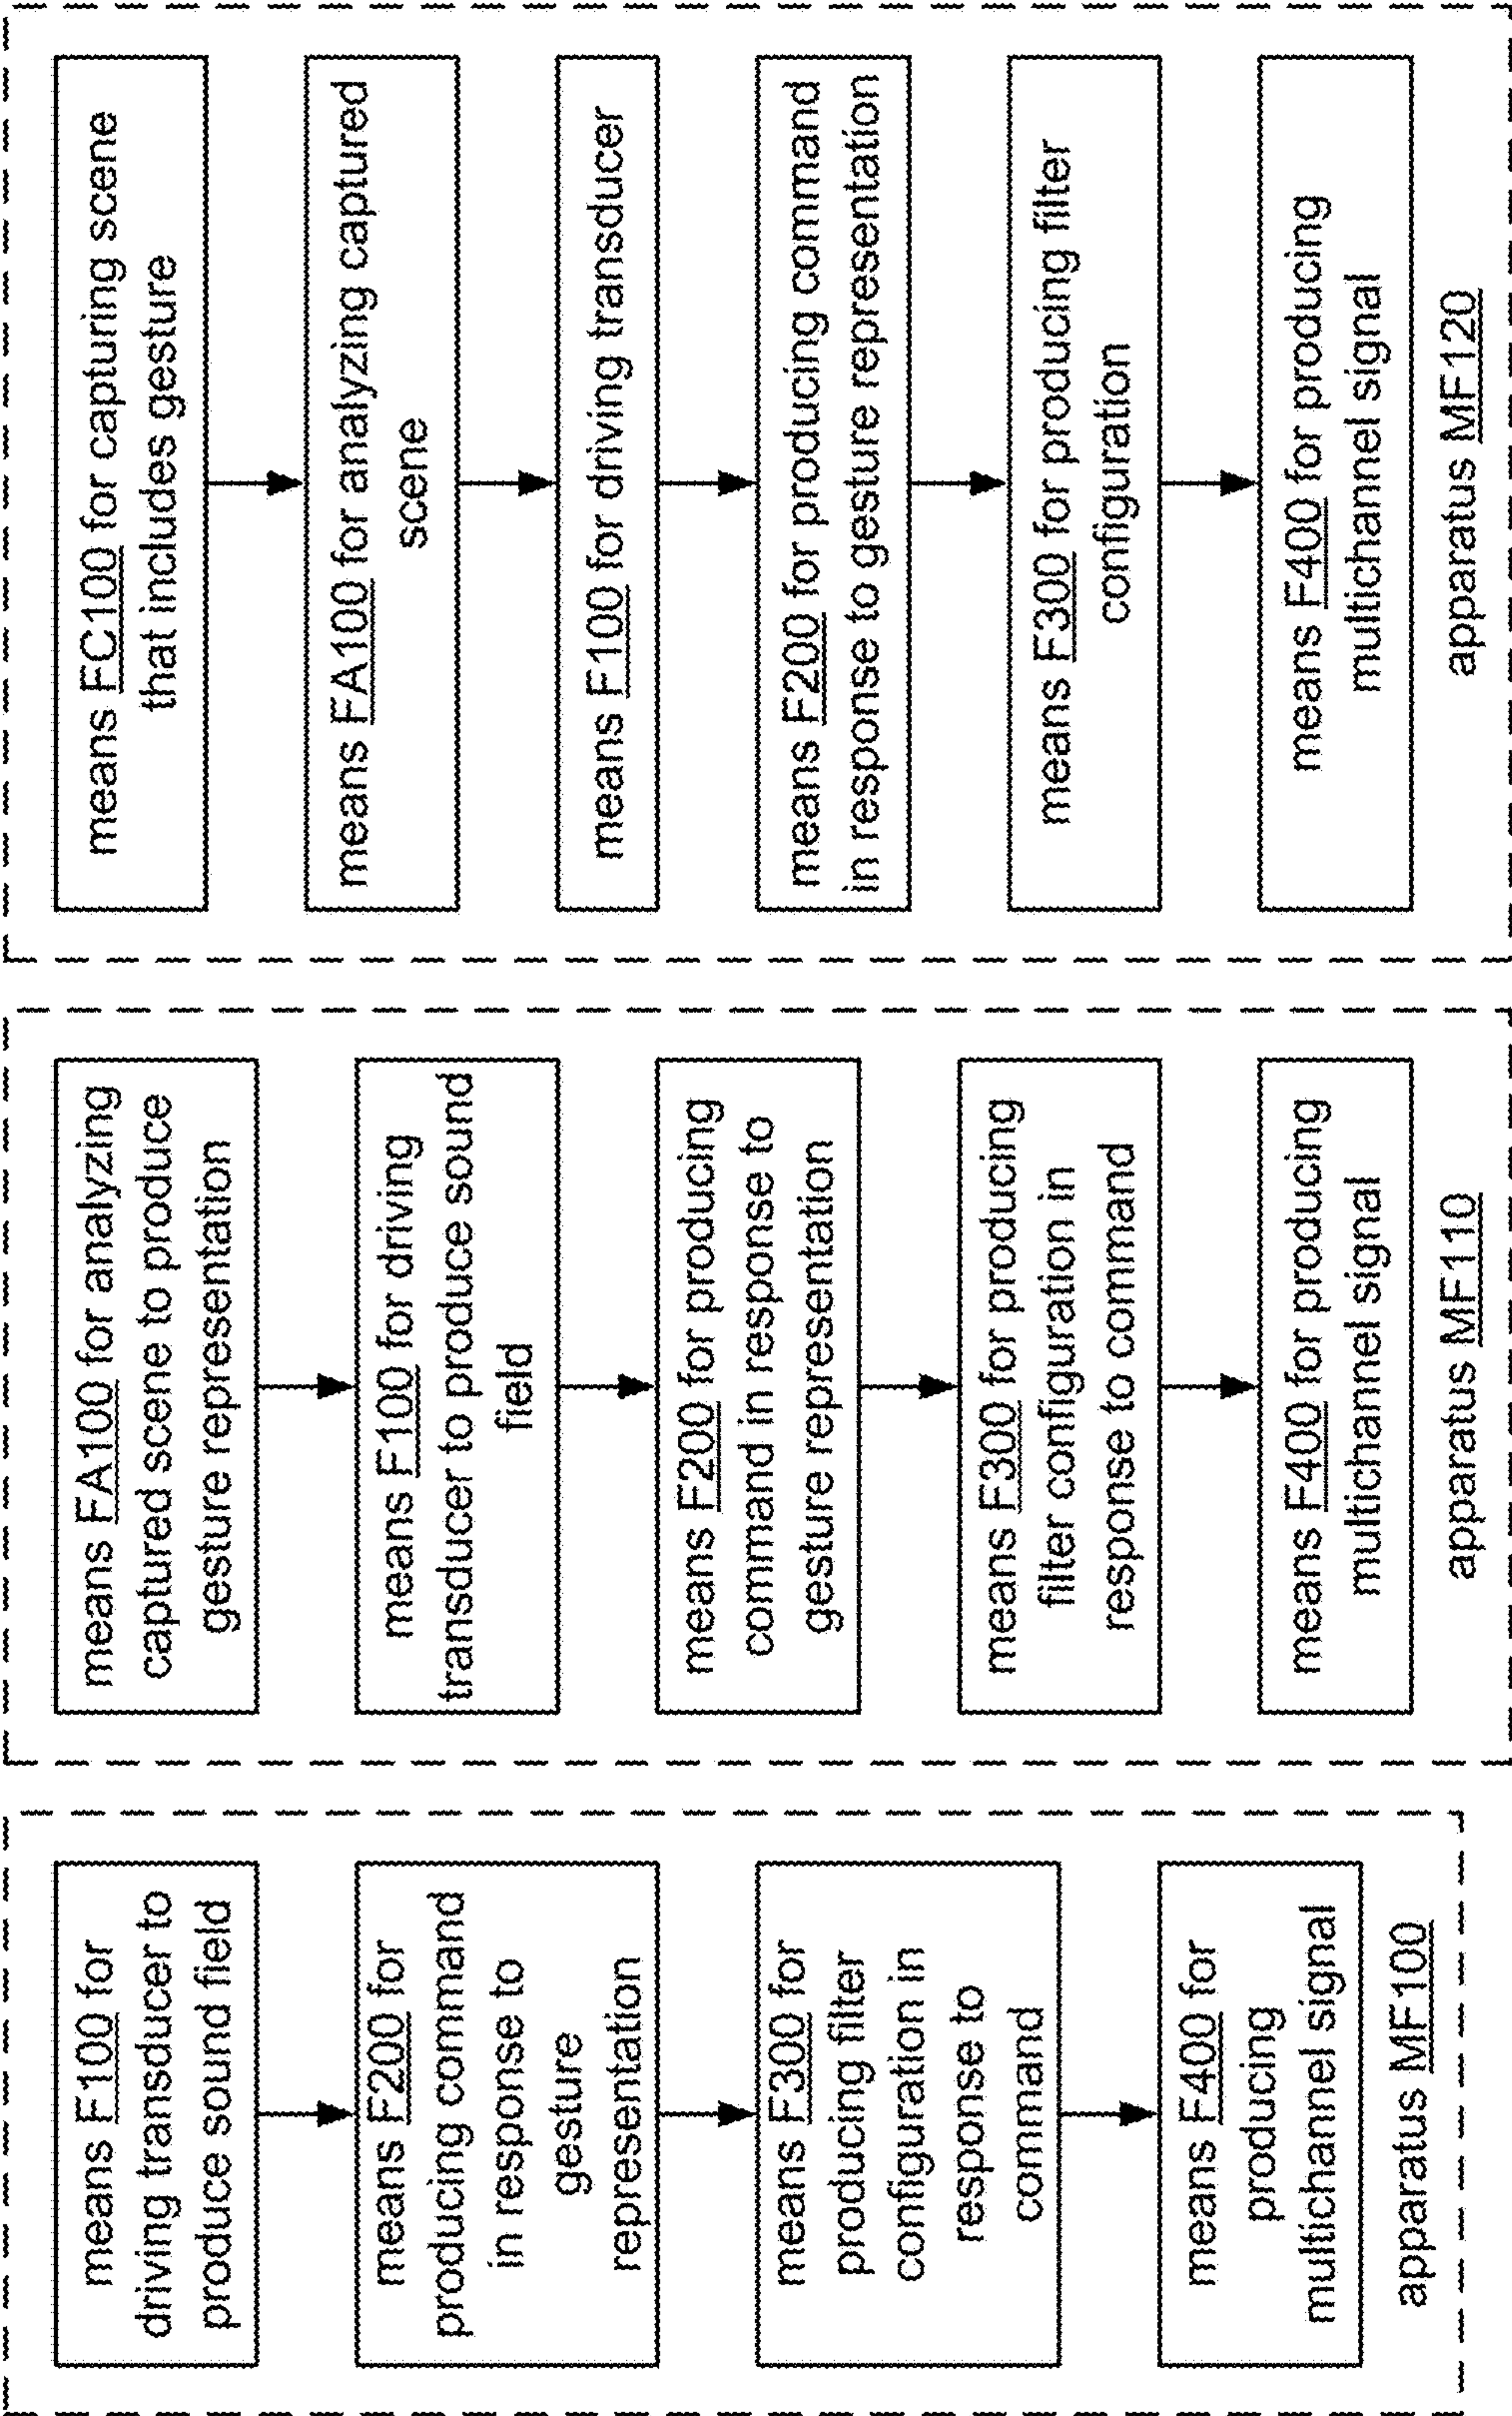 means F100 for
driving transducer to
produce sound field
means F200 for
producing command
in response to
gesture
representation
means F300 for
producing filter
configuration in
response to
command
means F400 for
producing
multichannel signal
apparatus MF100
means FA100 for analyzing
captured scene to produce
gesture representation
means F100 for driving
transducer to produce sound
field
means F200 for producing
command in response to
gesture representation
means F300 for producing
filter configuration in
response to command
means F400 for producing
multichannel signal
apparatus MF110
means FC100 for capturing scene
that includes gesture
means FA100 for analyzing captured
scene
means F100 for driving transducer
means F200 for producing command
in response to gesture representation
means F300 for producing filter
configuration
means F400 for producing
multichannel signal
apparatus MF120